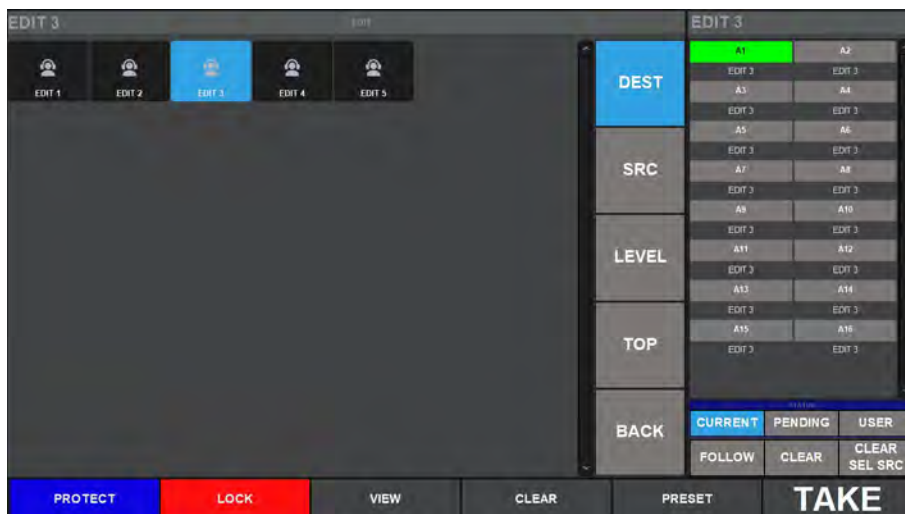 EDIT 3
EDIT
EDIT 3
EDIT 1
EDIT 2
EDIT 3
EDIT 4
EDIT 5
DEST
SRC
LEVEL
TOP
BACK
A1 A2
EDIT 3 EDIT 3
A3 A4
EDIT 3 EDIT 3
A5 A6
EDIT 3 EDIT 3
A7 A8
EDIT 3 EDIT 3
A9 A10
EDIT 3 EDIT 3
A11 A12
EDIT 3 EDIT 3
A13 A14
EDIT 3 EDIT 3
A15 A16
EDIT 3 EDIT 3
STATUS
CURRENT PENDING USER
FOLLOW CLEAR CLEAR
SEL SRC
PROTECT LOCK VIEW CLEAR PRESET TAKE